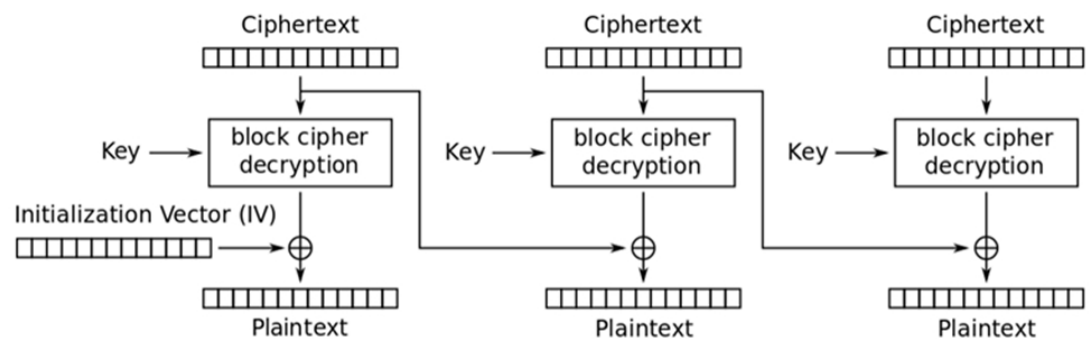 Ciphertext
Ciphertext
Ciphertext
Key
block cipher
decryption
Key
block cipher
decryption
Key
block cipher
decryption
Initialization Vector (IV)
Plaintext
Plaintext
Plaintext